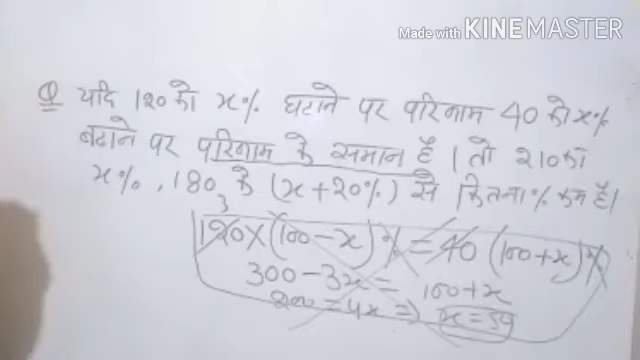 Made with KINEMASTER
Q यदि 120 को x% घटाने पर परिनाम 40 को x%
बढाने पर परिनाम के समान है। तो 210 का
x%, 180 के (x+20%) से कितना% कम है।
3
120×(100-x)% = 40 (100+x)%
300-3x = 100+x
200 = 4x ⇒ x = 50